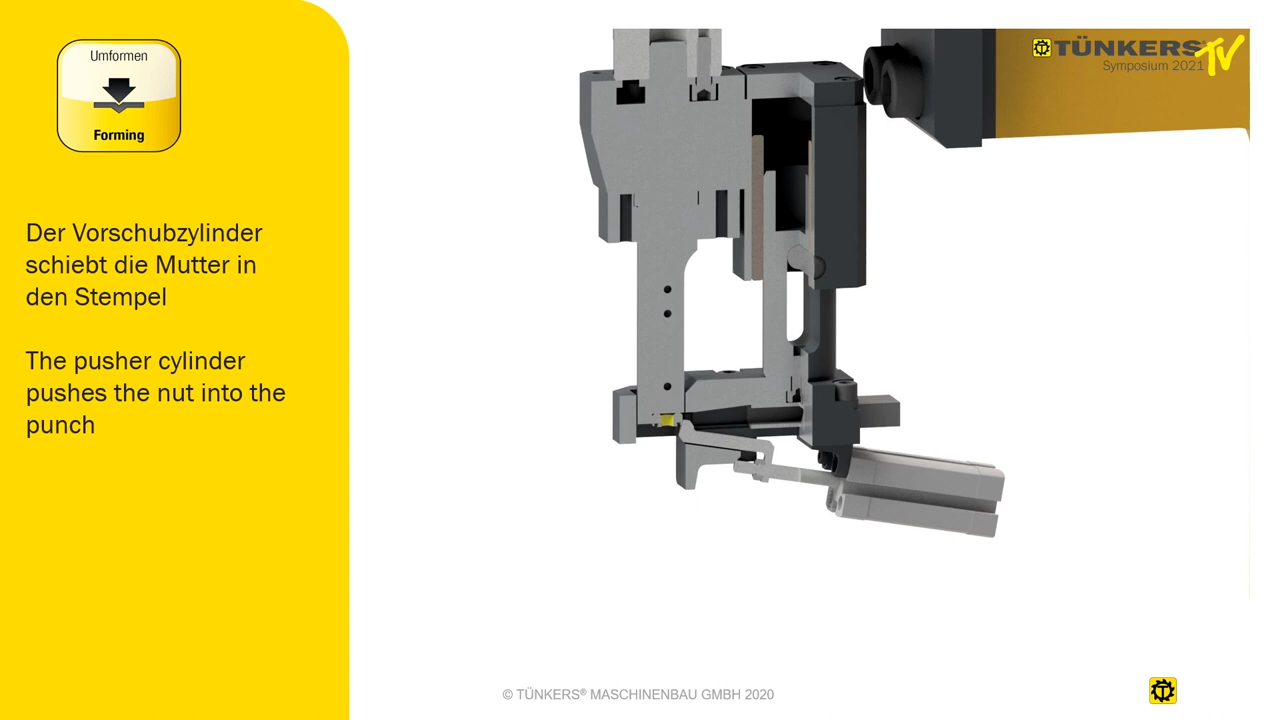 Umformen
Forming
Der Vorschubzylinder
schiebt die Mutter in
den Stempel
The pusher cylinder
pushes the nut into the
punch
TÜNKERS TV
Symposium 2021
© TÜNKERS® MASCHINENBAU GMBH 2020